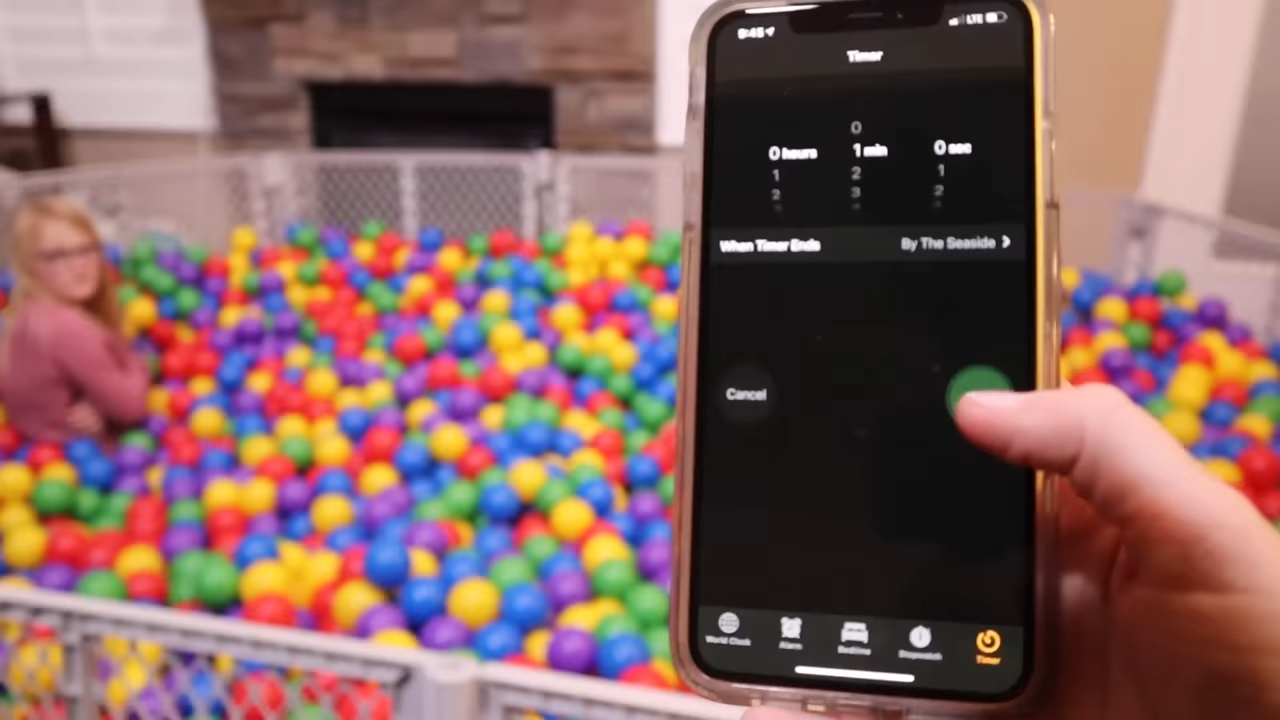 9:45
LTE
Timer
0
0 hours 1 min 0 sec
1 2 1
2 3 2
When Timer Ends By The Seaside
Cancel
World Clock Alarm Bedtime Stopwatch Timer